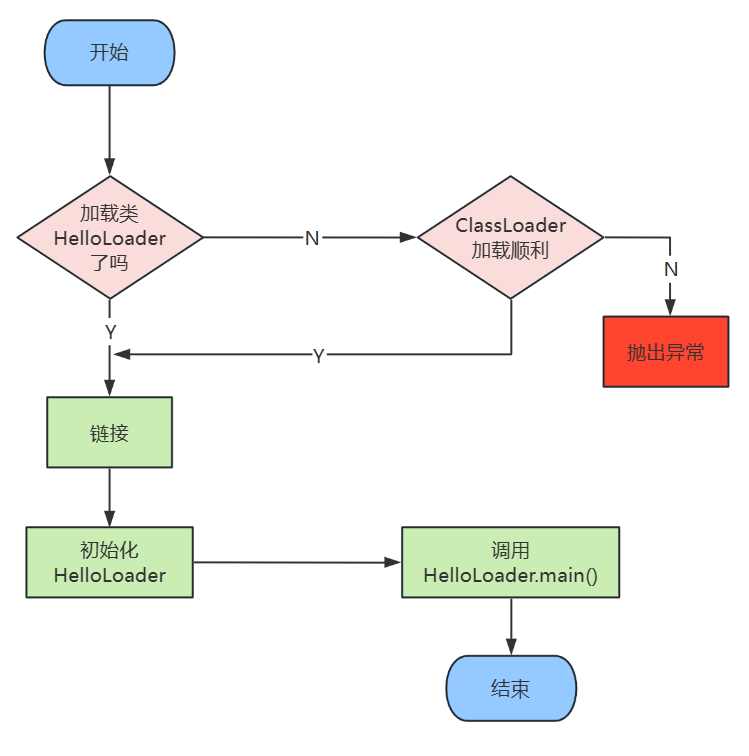 开始
加载类
HelloLoader
了吗
N
ClassLoader
加载顺利
N
Y
Y
抛出异常
链接
初始化
HelloLoader
调用
HelloLoader.main()
结束